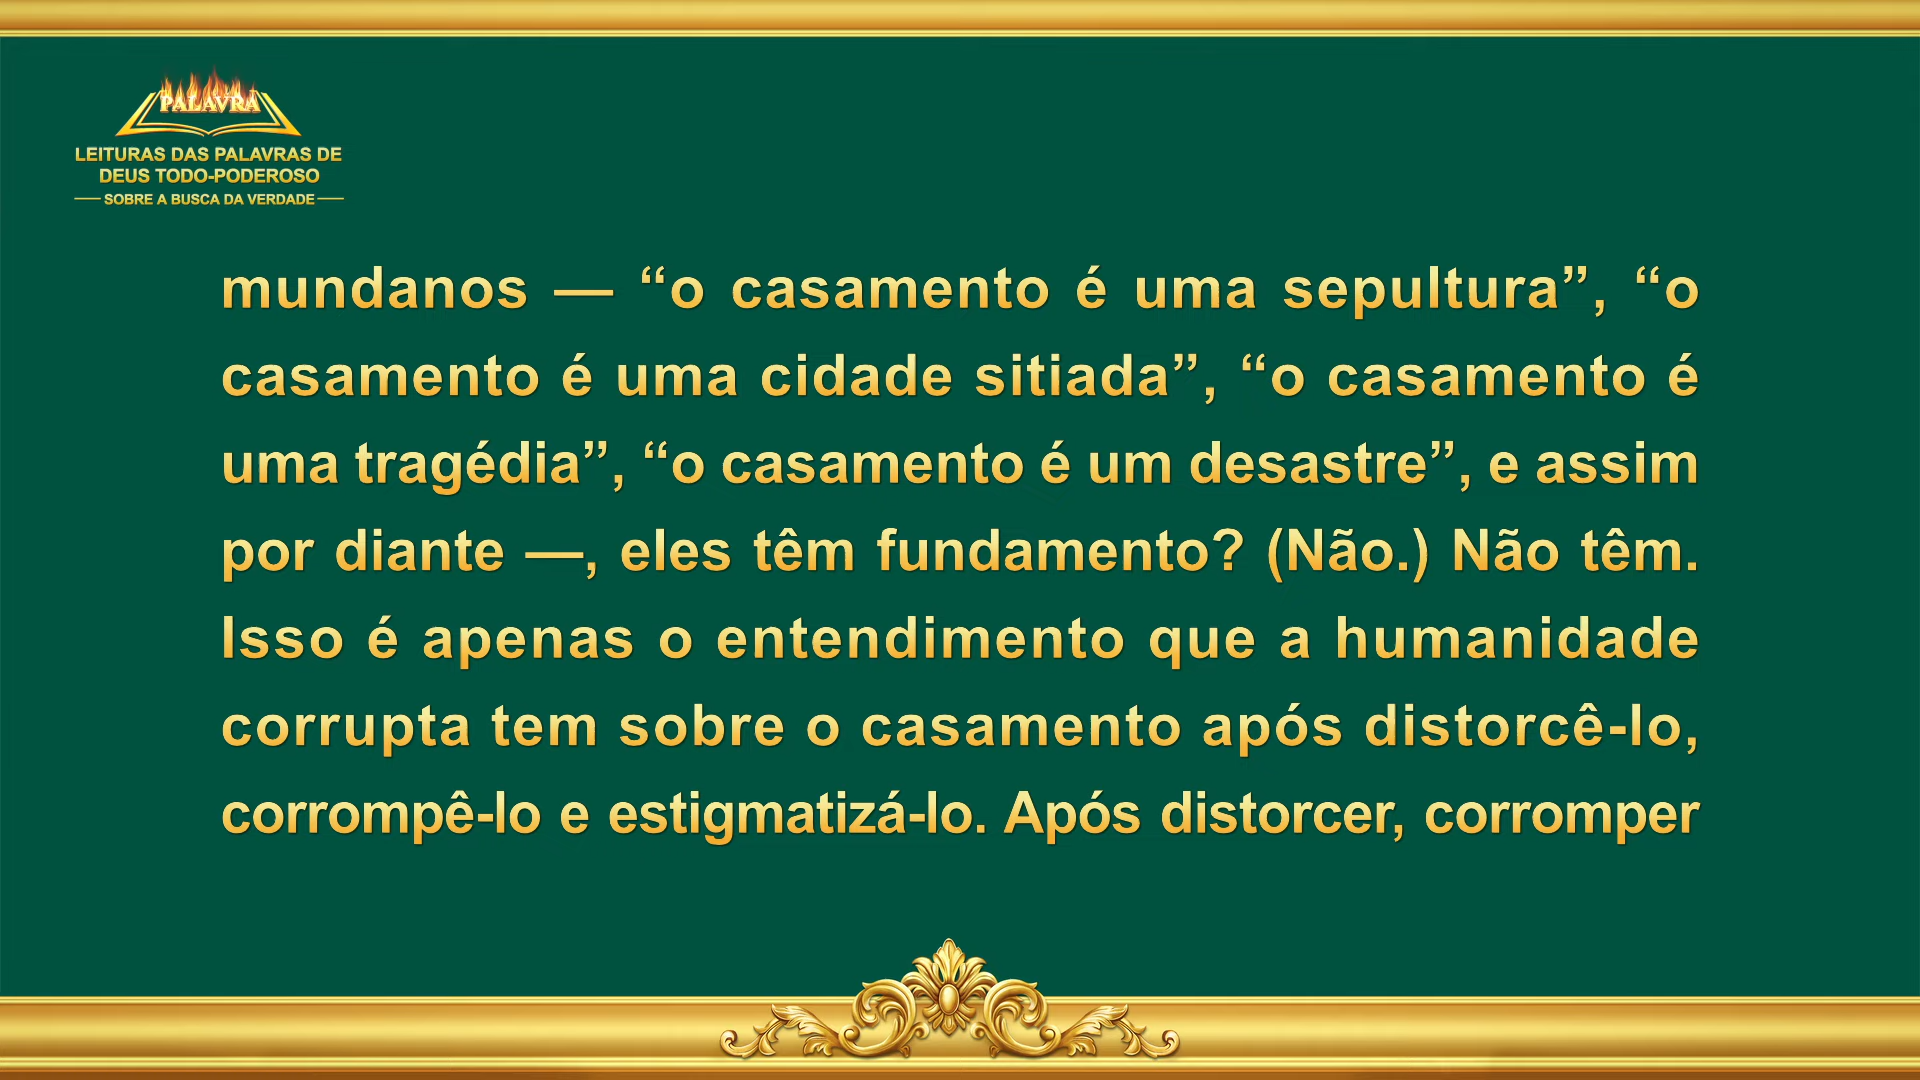 PALAVRA
LEITURAS DAS PALAVRAS DE
DEUS TODO-PODEROSO
SOBRE A BUSCA DA VERDADE
mundanos — “o casamento é uma sepultura”, “o
casamento é uma cidade sitiada”, “o casamento é
uma tragédia”, “o casamento é um desastre”, e assim
por diante —, eles têm fundamento? (Não.) Não têm.
Isso é apenas o entendimento que a humanidade
corrupta tem sobre o casamento após distorcê-lo,
corrompê-lo e estigmatizá-lo. Após distorcer, corromper